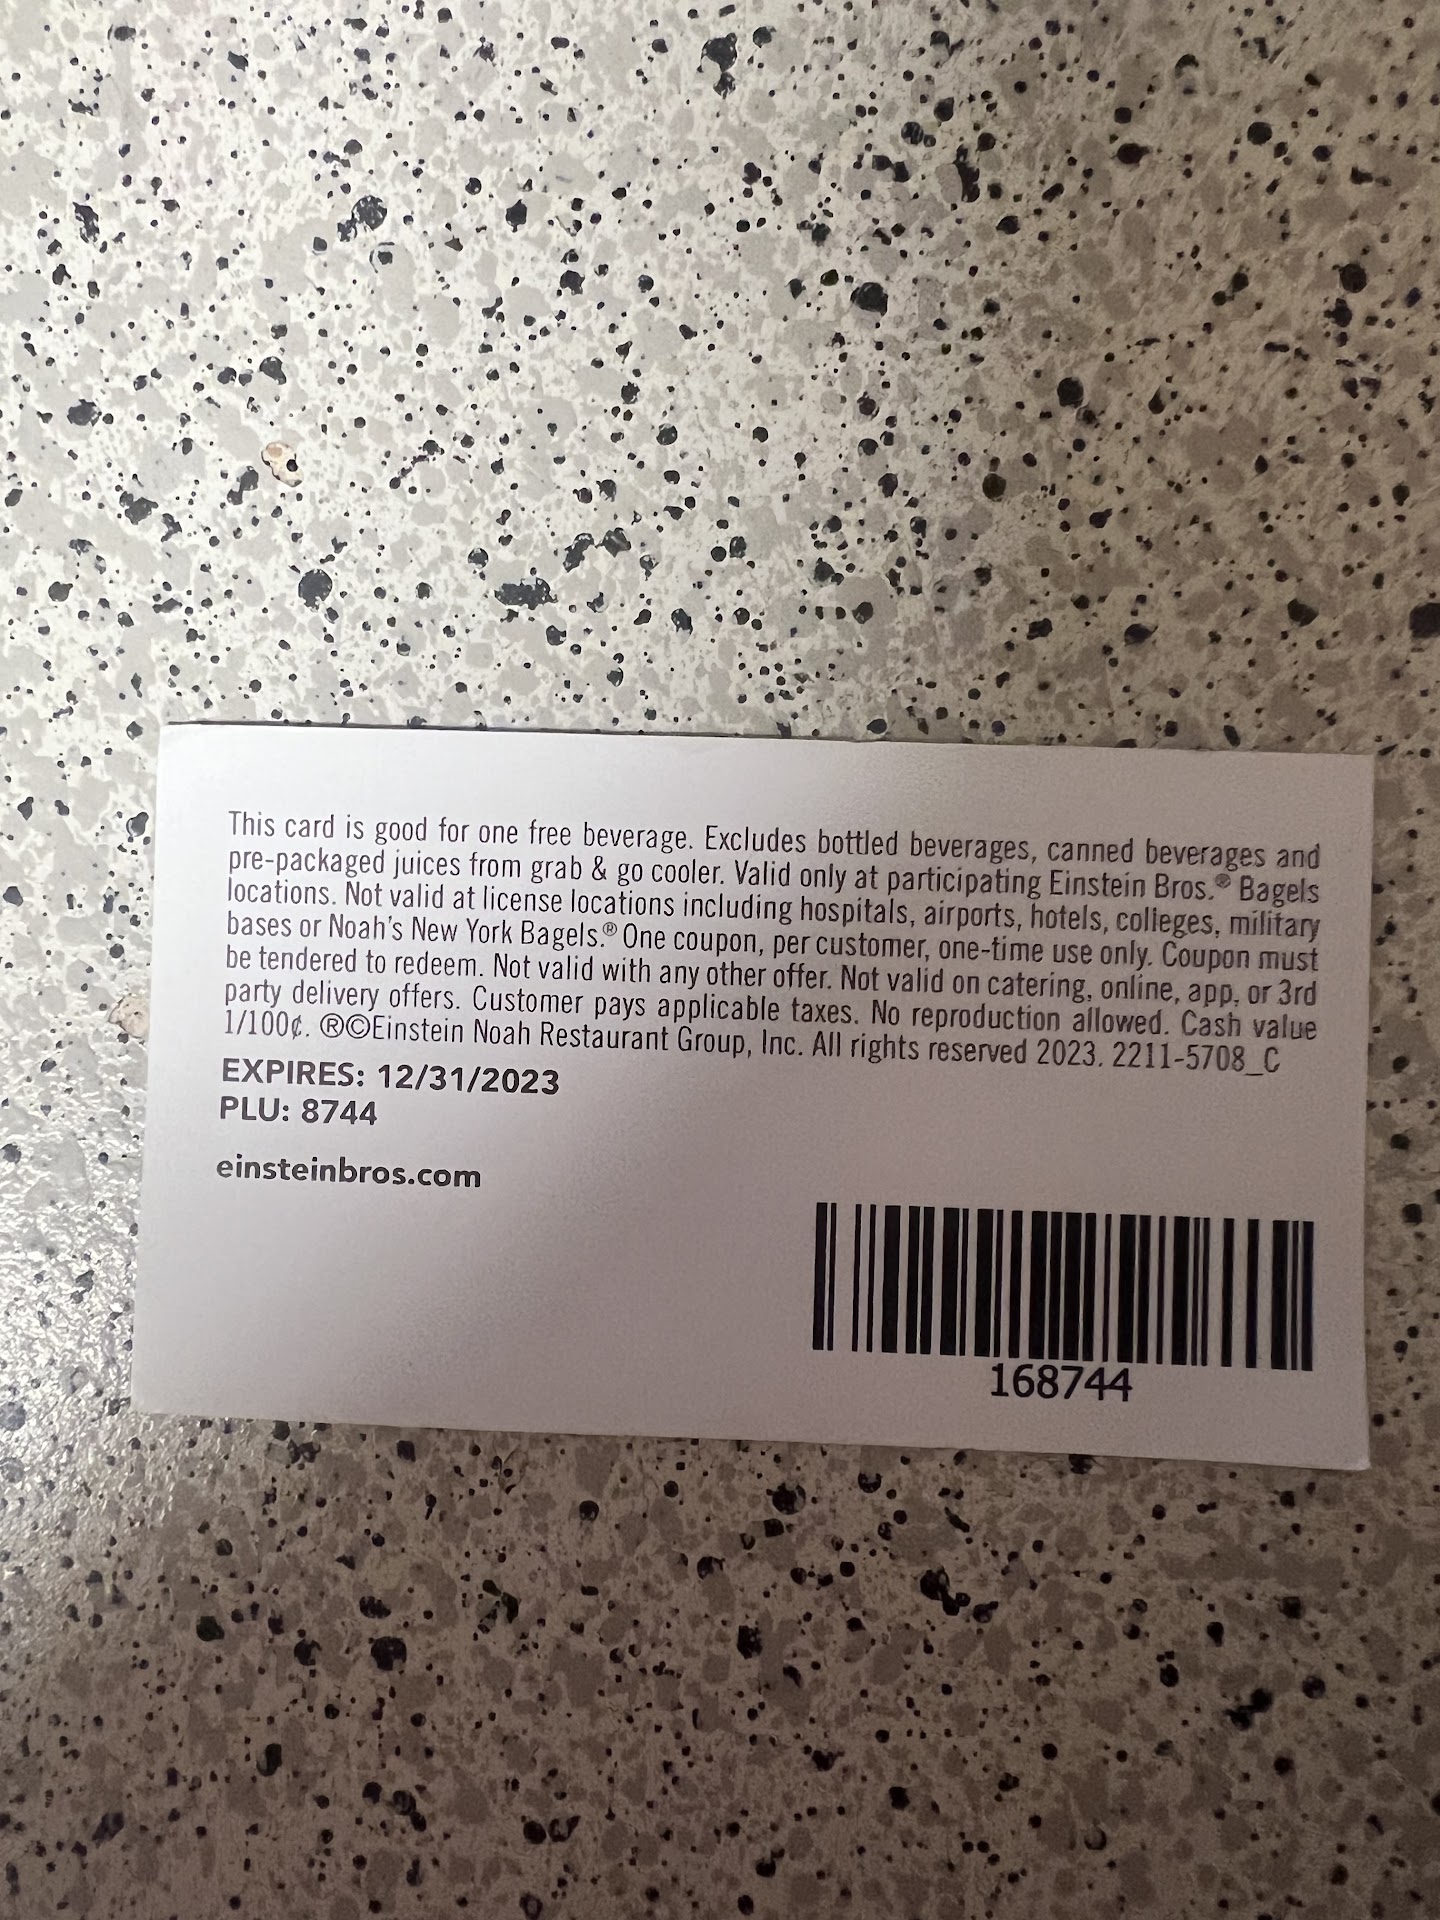 This card is good for one free beverage. Excludes bottled beverages, canned beverages and
pre-packaged juices from grab & go cooler. Valid only at participating Einstein Bros.® Bagels
locations. Not valid at license locations including hospitals, airports, hotels, colleges, military
bases or Noah's New York Bagels.® One coupon, per customer, one-time use only. Coupon must
be tendered to redeem. Not valid with any other offer. Not valid on catering, online, app, or 3rd
party delivery offers. Customer pays applicable taxes. No reproduction allowed. Cash value
1/100¢. ®©Einstein Noah Restaurant Group, Inc. All rights reserved 2023. 2211-5708_C
EXPIRES: 12/31/2023
PLU: 8744
einsteinbros.com
168744